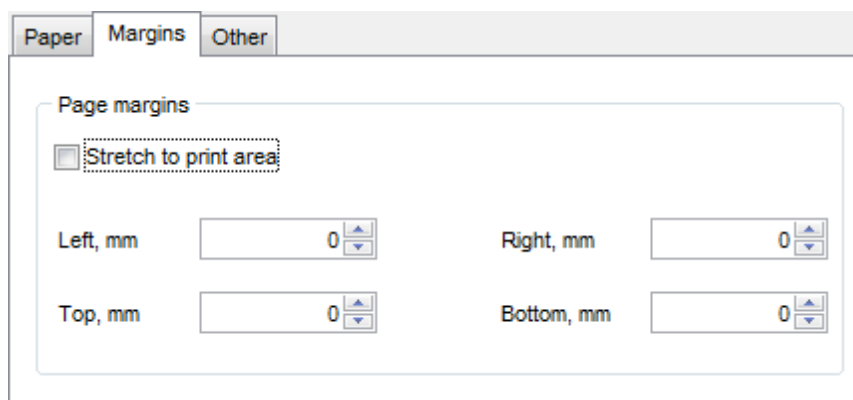 Paper Margins Other
Page margins
Stretch to print area
Left, mm 0 Right, mm 0
Top, mm 0 Bottom, mm 0